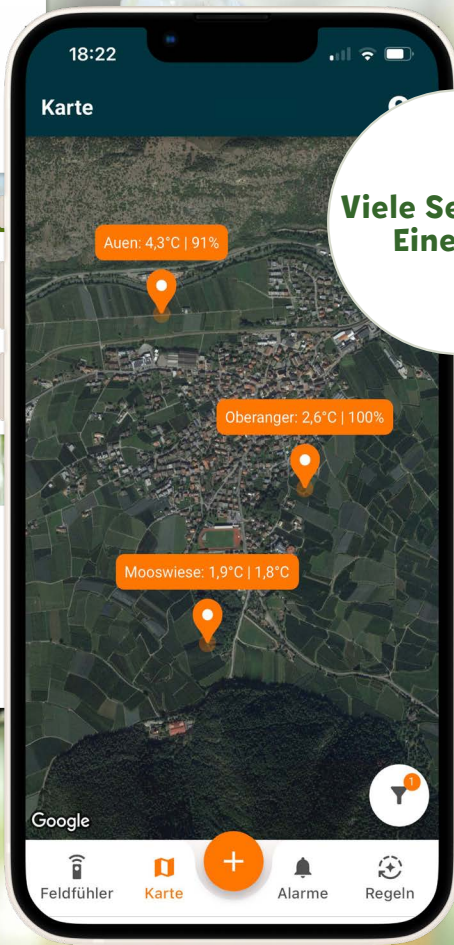 18:22
Karte
Viele
Eine
Auen: 4,3°C | 91%
Oberanger: 2,6°C | 100%
Mooswiese: 1,9°C | 1,8°C
1
Google
+
Feldfühler
Karte
Alarme
Regeln